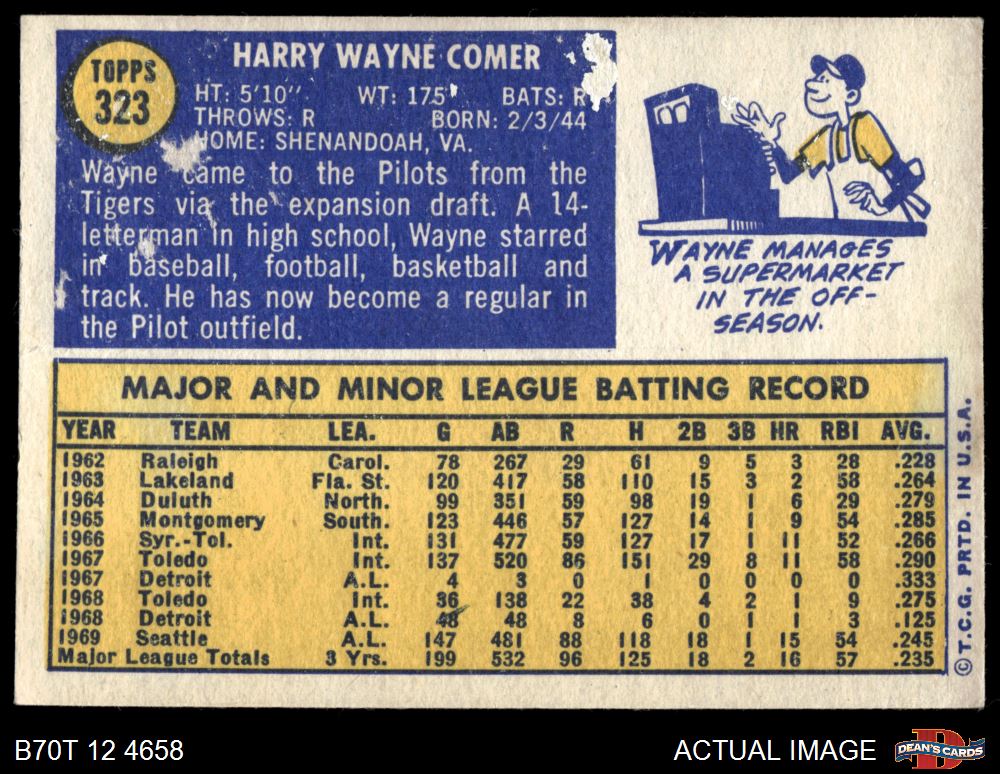 TOPPS
323
HARRY WAYNE COMER
HT: 5'10". WT: 175 BATS: R
THROWS: R BORN: 2/3/44
HOME: SHENANDOAH, VA.
Wayne came to the Pilots from the
Tigers via the expansion draft. A 14-
letterman in high school, Wayne starred
in baseball, football, basketball and
track. He has now become a regular in
the Pilot outfield.
WAYNE MANAGES
A SUPERMARKET
IN THE OFF-
SEASON.
MAJOR AND MINOR LEAGUE BATTING RECORD
YEAR TEAM LEA. G AB R H 2B 3B HR RBI AVG.
1962 Raleigh Carol. 78 267 29 61 9 5 3 28 .228
1963 Lakeland Fla. St. 120 417 58 110 15 3 2 58 .264
1964 Duluth North. 99 351 59 98 19 1 6 29 .279
1965 Montgomery South. 123 446 57 127 14 1 9 54 .285
1966 Syr.-Tol. Int. 131 477 59 127 17 1 11 52 .266
1967 Toledo Int. 137 520 86 151 29 8 11 58 .290
1967 Detroit A.L. 4 3 0 1 0 0 0 0 .333
1968 Toledo Int. 36 138 22 38 4 2 1 9 .275
1968 Detroit A.L. 48 48 8 6 0 1 1 3 .125
1969 Seattle A.L. 147 481 88 118 18 1 15 54 .245
Major League Totals 3 Yrs. 199 532 96 125 18 2 16 57 .235
© T.C.G. PRTD. IN U.S.A.
B70T 12 4658
ACTUAL IMAGE
DEAN'S CARDS